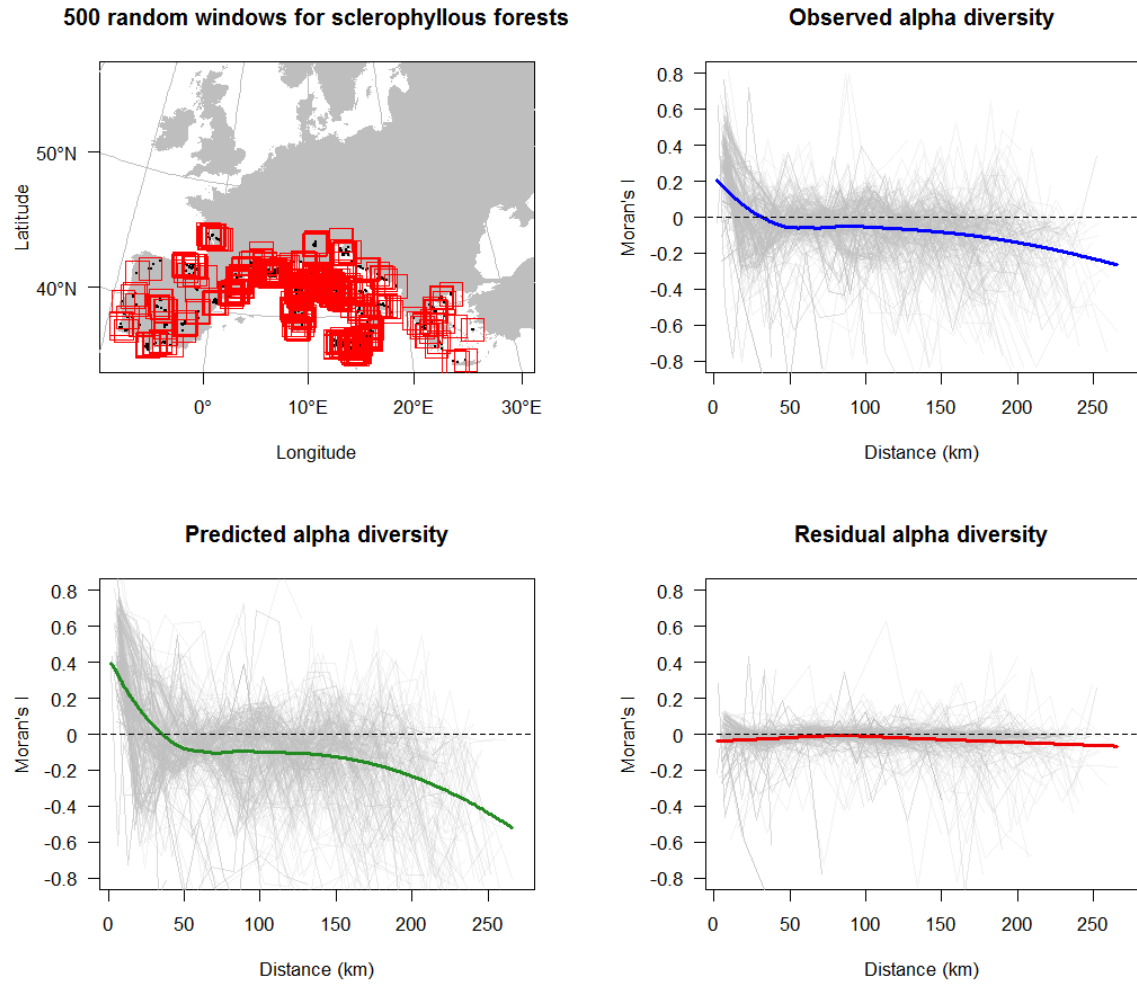 500 random windows for sclerophyllous forests
50°N
40°N
Latitude
0°
10°E
20°E
30°E
Longitude
Observed alpha diversity
0.8
0.6
0.4
0.2
0
-0.2
-0.4
-0.6
-0.8
Moran's I
0
50
100
150
200
250
Distance (km)
Predicted alpha diversity
0.8
0.6
0.4
0.2
0
-0.2
-0.4
-0.6
-0.8
Moran's I
0
50
100
150
200
250
Distance (km)
Residual alpha diversity
0.8
0.6
0.4
0.2
0
-0.2
-0.4
-0.6
-0.8
Moran's I
0
50
100
150
200
250
Distance (km)